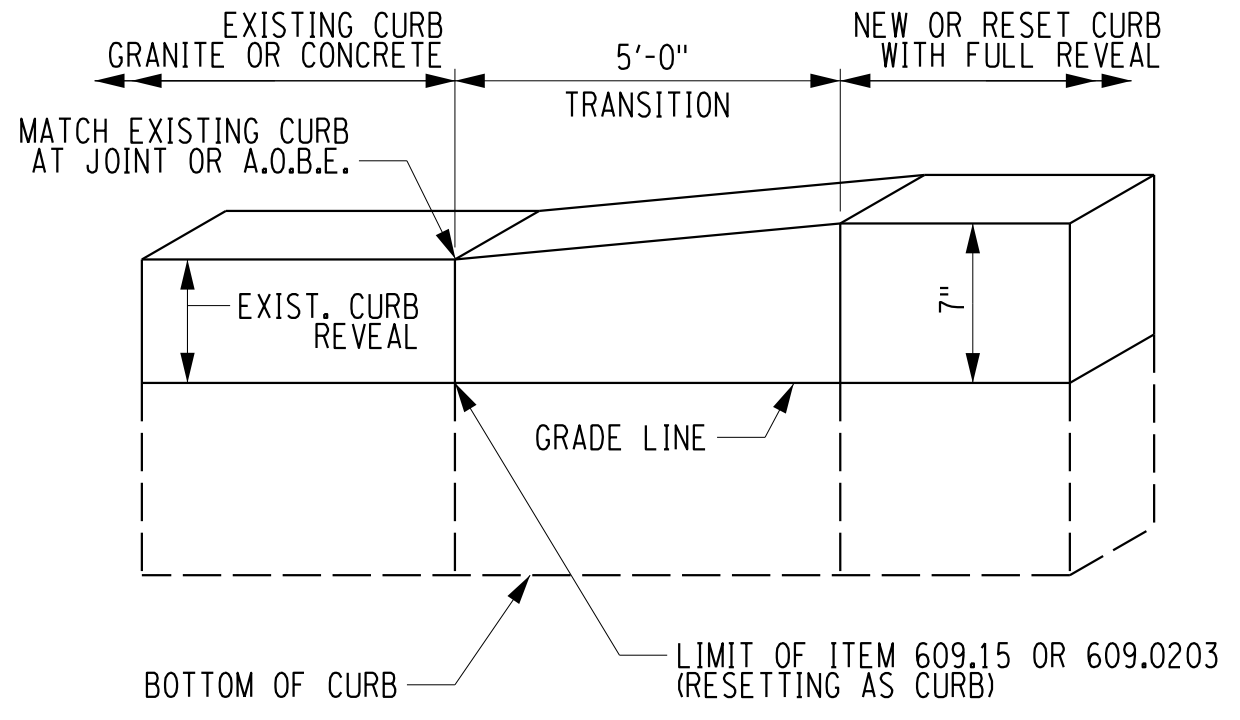 EXISTING CURB
GRANITE OR CONCRETE
5'-0"
TRANSITION
NEW OR RESET CURB
WITH FULL REVEAL
MATCH EXISTING CURB
AT JOINT OR A.O.B.E.
EXIST. CURB
REVEAL
7"
GRADE LINE
BOTTOM OF CURB
LIMIT OF ITEM 609.15 OR 609.0203
(RESETTING AS CURB)